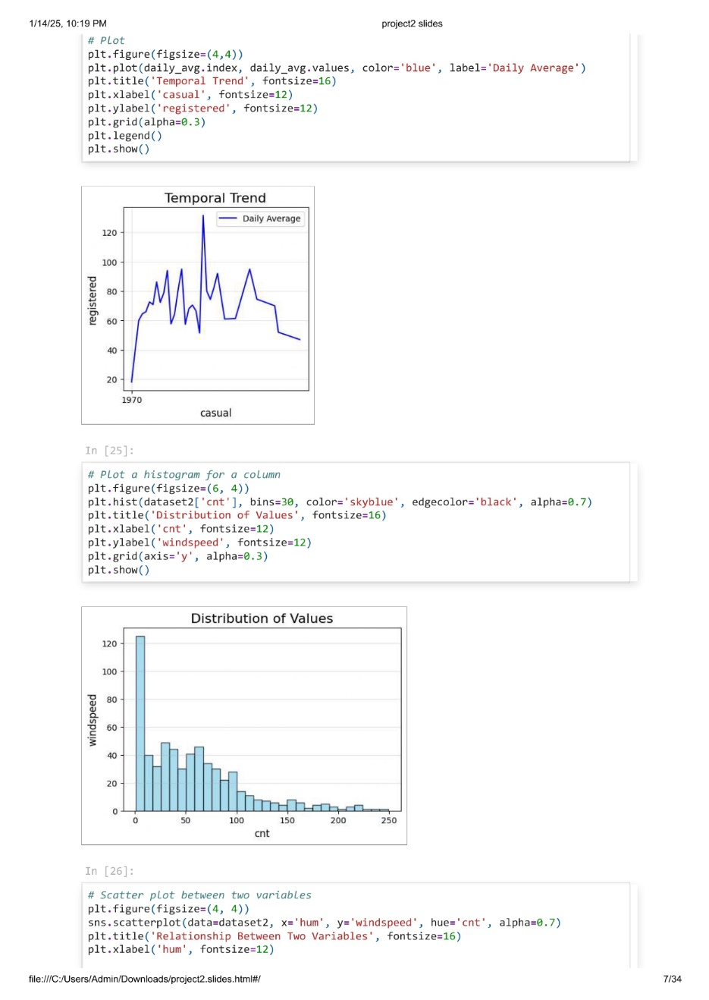 1/14/25, 10:19 PM
project2 slides
# Plot
plt.figure(figsize=(4,4))
plt.plot(daily_avg.index, daily_avg.values, color='blue', label='Daily Average')
plt.title('Temporal Trend', fontsize=16)
plt.xlabel('casual', fontsize=12)
plt.ylabel('registered', fontsize=12)
plt.grid(alpha=0.3)
plt.legend()
plt.show()
Temporal Trend
Daily Average
120
100
80
60
40
20
registered
1970
casual
In [25]:
# Plot a histogram for a column
plt.figure(figsize=(6, 4))
plt.hist(dataset2['cnt'], bins=30, color='skyblue', edgecolor='black', alpha=0.7)
plt.title('Distribution of Values', fontsize=16)
plt.xlabel('cnt', fontsize=12)
plt.ylabel('windspeed', fontsize=12)
plt.grid(axis='y', alpha=0.3)
plt.show()
Distribution of Values
120
100
80
60
40
20
0
windspeed
0 50 100 150 200 250
cnt
In [26]:
# Scatter plot between two variables
plt.figure(figsize=(4, 4))
sns.scatterplot(data=dataset2, x='hum', y='windspeed', hue='cnt', alpha=0.7)
plt.title('Relationship Between Two Variables', fontsize=16)
plt.xlabel('hum', fontsize=12)
file:///C:/Users/Admin/Downloads/project2.slides.html#/
7/34